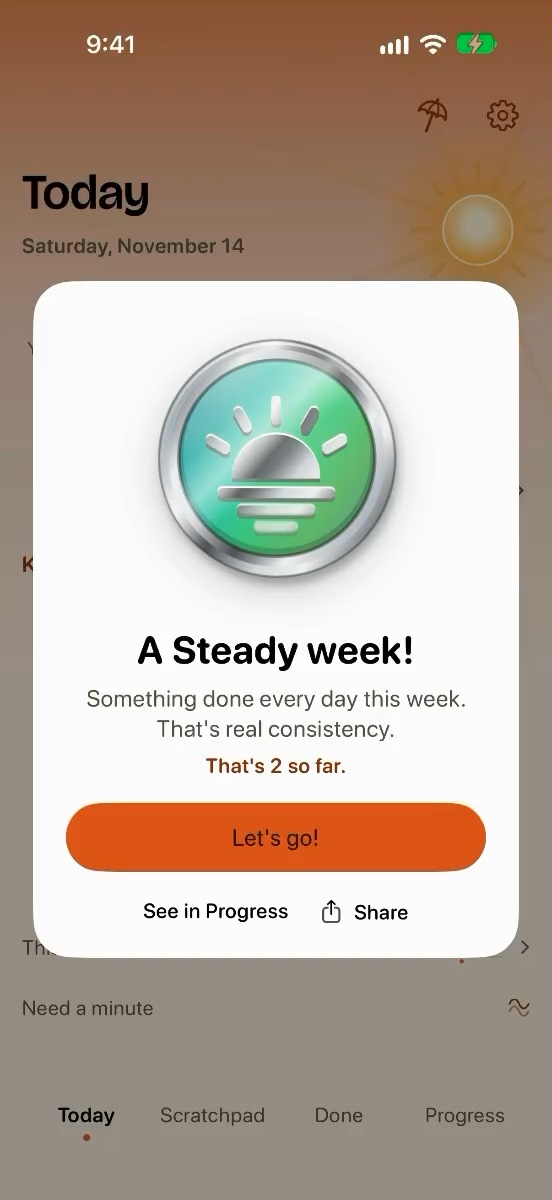 9:41
Today
Saturday, November 14
A Steady week!
Something done every day this week.
That's real consistency.
That's 2 so far.
Let's go!
See in Progress
Share
Need a minute
Today
Scratchpad
Done
Progress